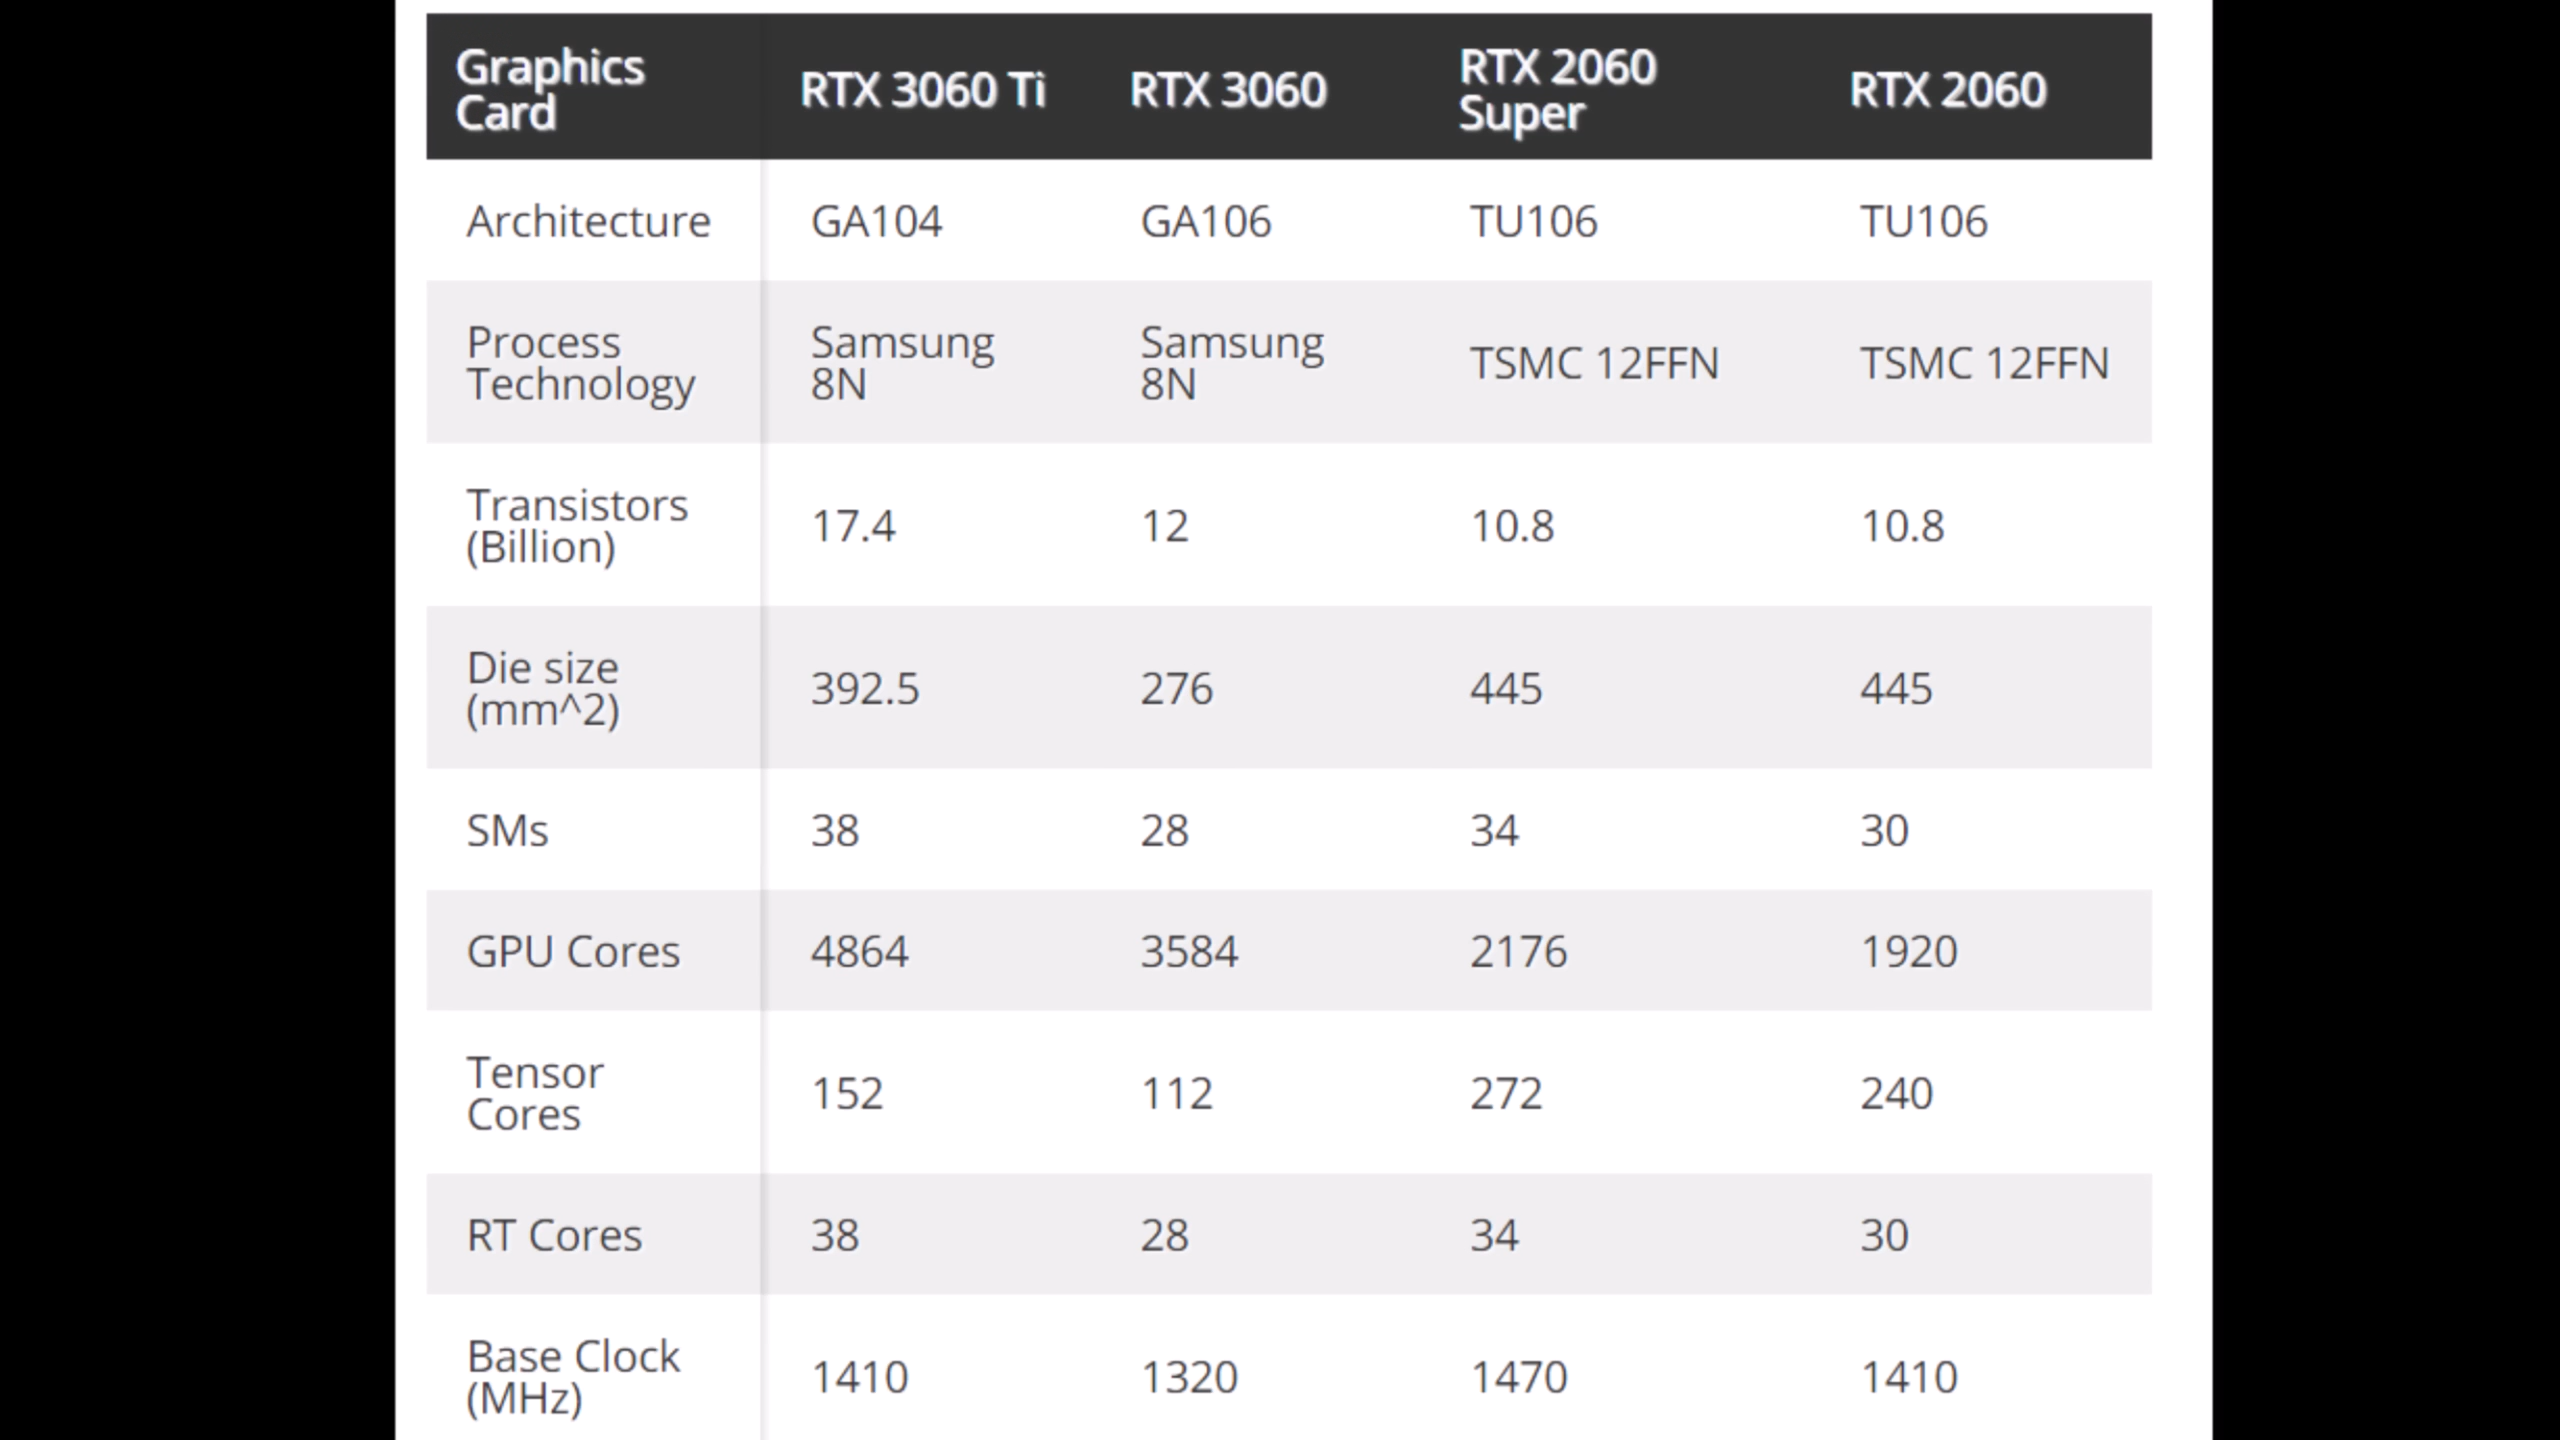 Graphics Card RTX 3060 Ti RTX 3060 RTX 2060 Super RTX 2060
Architecture GA104 GA106 TU106 TU106
Process Technology Samsung 8N Samsung 8N TSMC 12FFN TSMC 12FFN
Transistors (Billion) 17.4 12 10.8 10.8
Die size (mm^2) 392.5 276 445 445
SMs 38 28 34 30
GPU Cores 4864 3584 2176 1920
Tensor Cores 152 112 272 240
RT Cores 38 28 34 30
Base Clock (MHz) 1410 1320 1470 1410